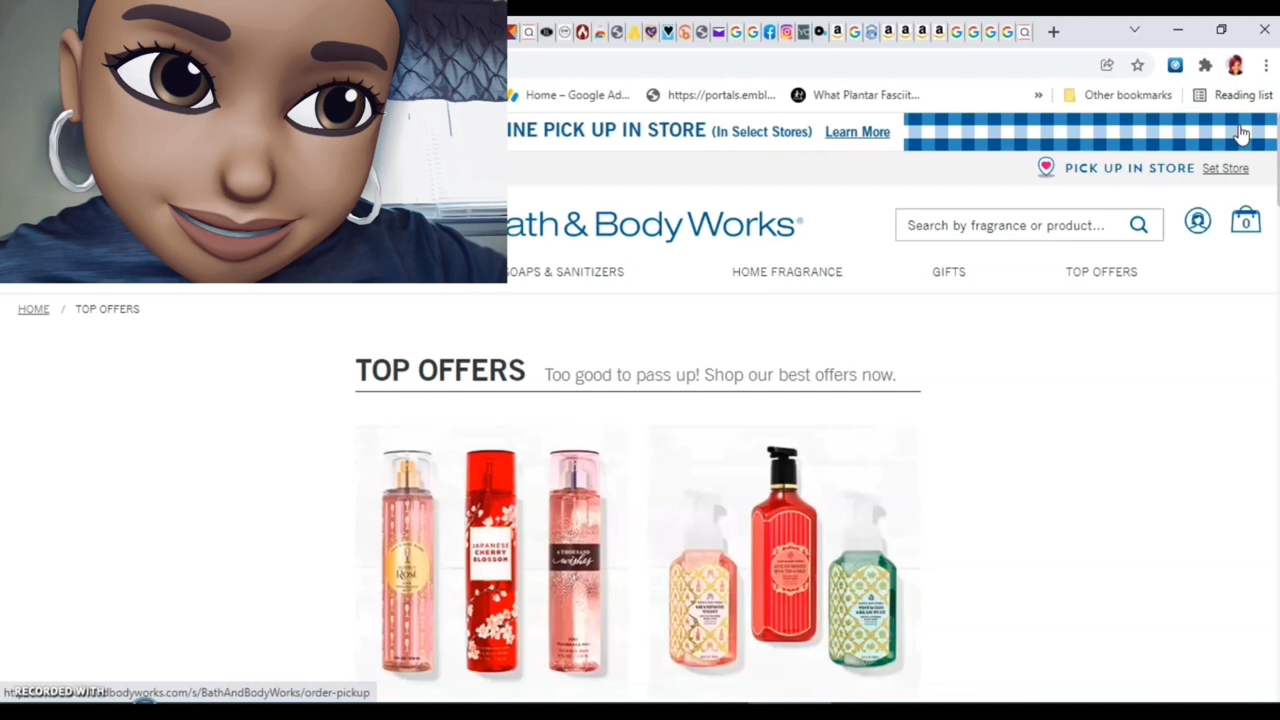 Home – Google Ad...
https://portals.embl...
What Plantar Fasciit...
»
Other bookmarks
Reading list
INE PICK UP IN STORE (In Select Stores) Learn More
PICK UP IN STORE Set Store
ath & Body Works®
Search by fragrance or product...
0
SOAPS & SANITIZERS
HOME FRAGRANCE
GIFTS
TOP OFFERS
HOME / TOP OFFERS
TOP OFFERS Too good to pass up! Shop our best offers now.
ROSÉ
JAPANESE
CHERRY
BLOSSOM
A THOUSAND
wishes
RECORDED WITH
dbodyworks.com/s/BathAndBodyWorks/order-pickup